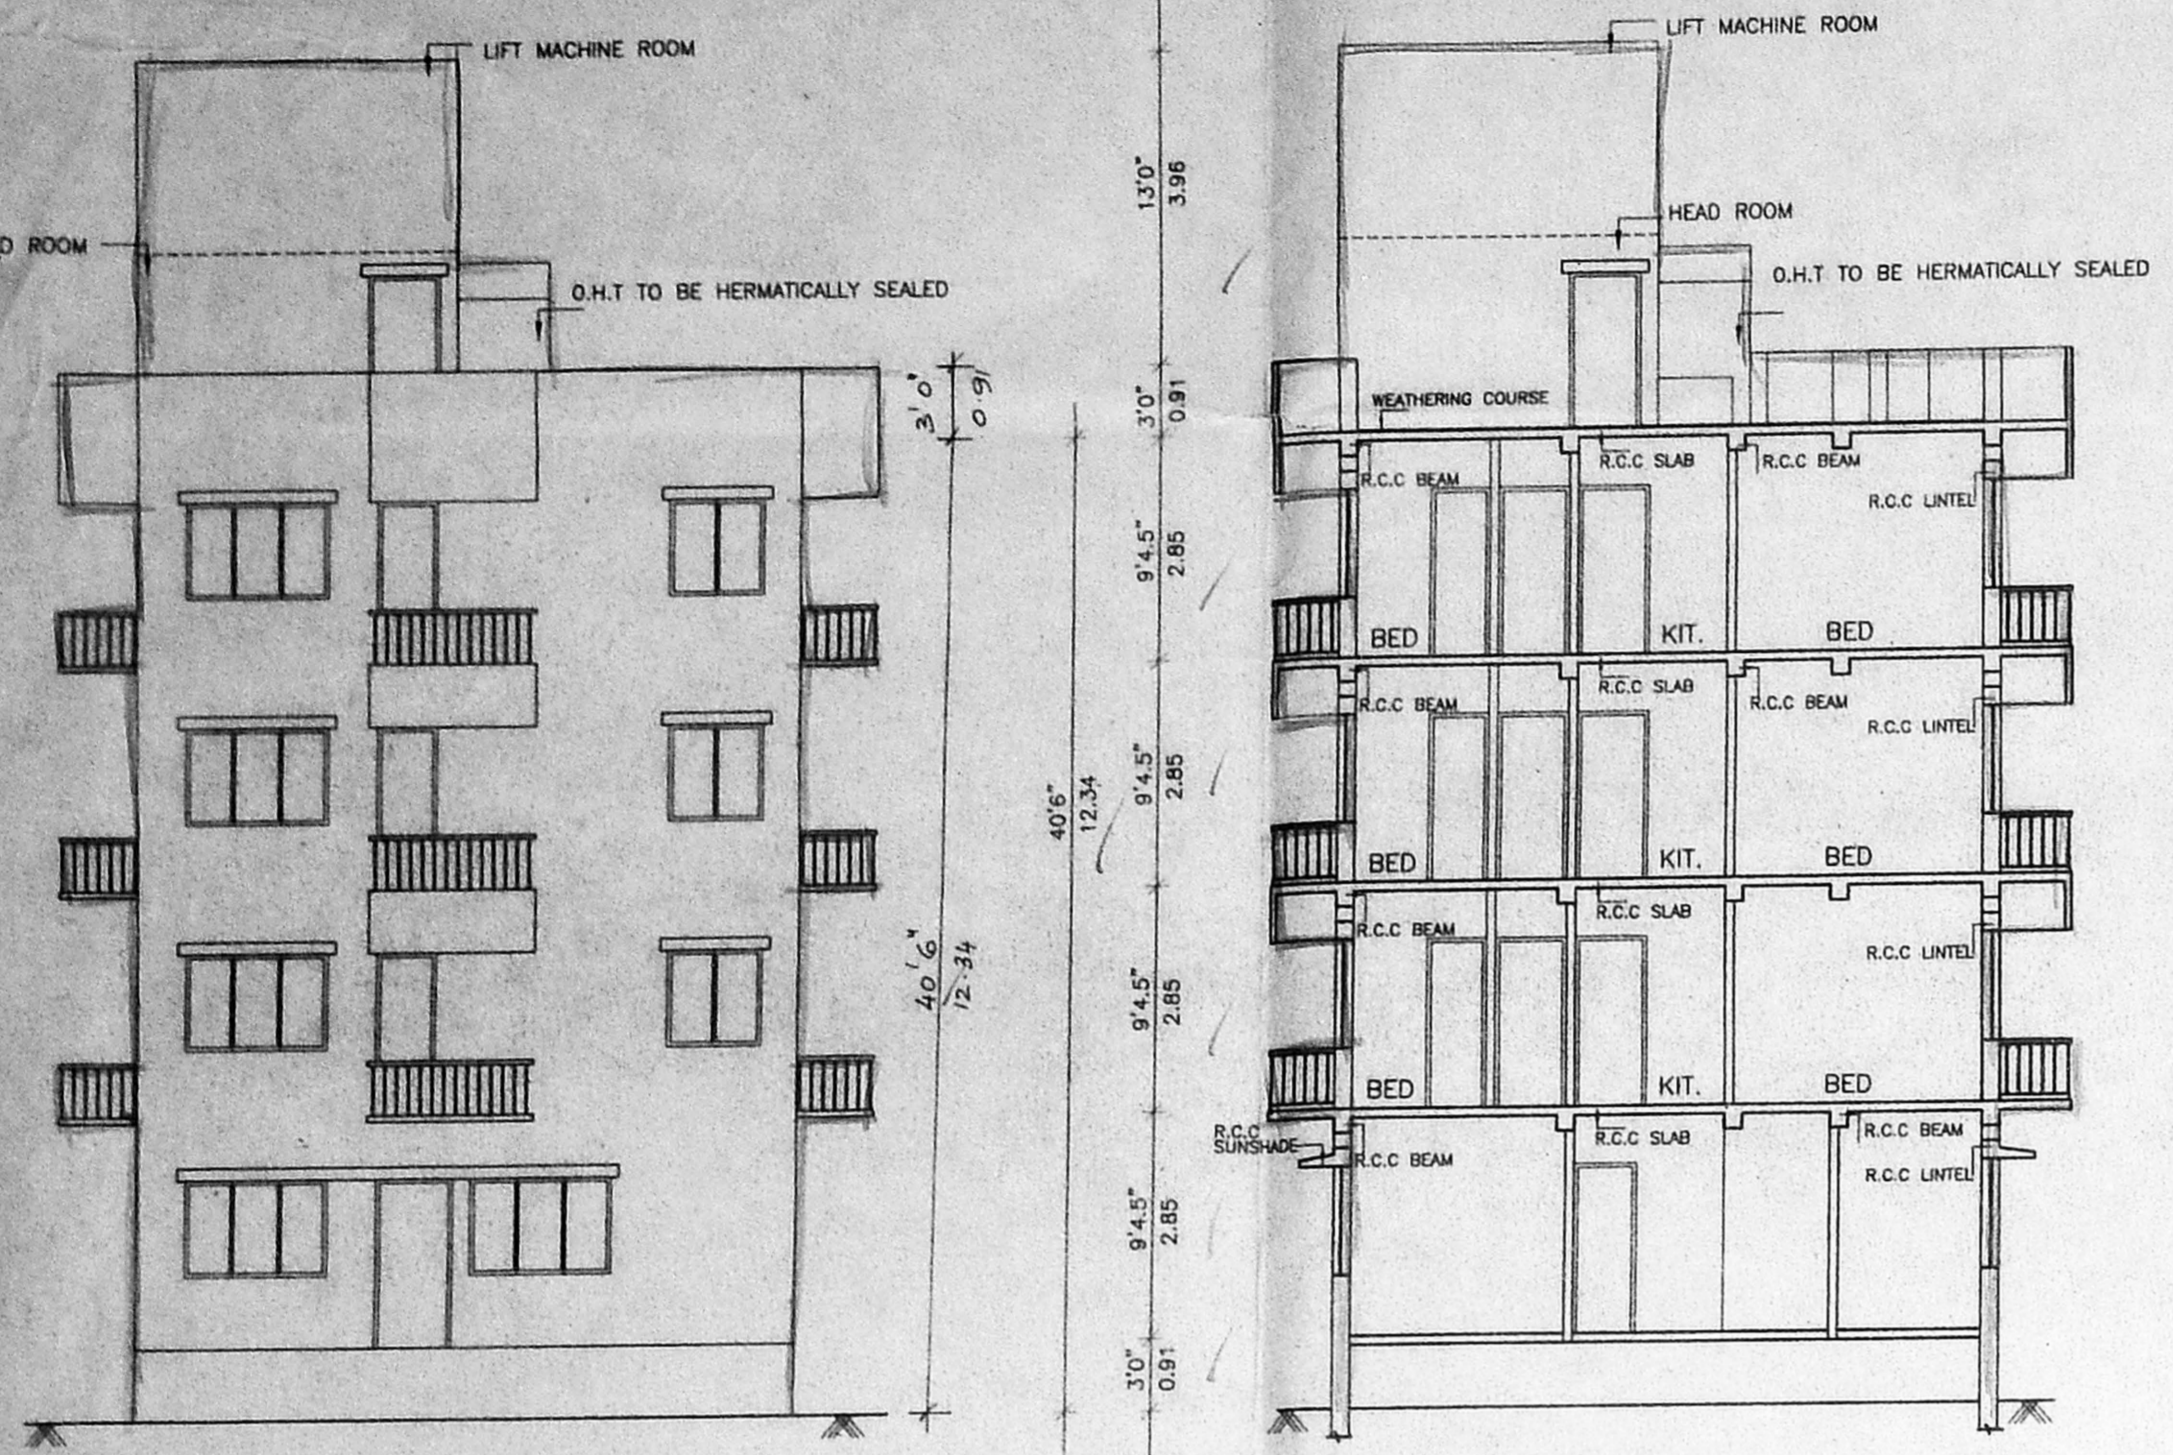 LIFT MACHINE ROOM
D ROOM
O.H.T TO BE HERMATICALLY SEALED
3'0"
0.91
40'6"
12.34
40'6"
12.34
13'0"
3.96
3'0"
0.91
9'4.5"
2.85
9'4.5"
2.85
9'4.5"
2.85
9'4.5"
2.85
3'0"
0.91
LIFT MACHINE ROOM
HEAD ROOM
O.H.T TO BE HERMATICALLY SEALED
WEATHERING COURSE
R.C.C BEAM
R.C.C SLAB
R.C.C BEAM
R.C.C LINTEL
BED
KIT.
BED
R.C.C BEAM
R.C.C SLAB
R.C.C BEAM
R.C.C LINTEL
BED
KIT.
BED
R.C.C BEAM
R.C.C SLAB
R.C.C LINTEL
BED
KIT.
BED
R.C.C
SUNSHADE
R.C.C BEAM
R.C.C SLAB
R.C.C BEAM
R.C.C LINTEL